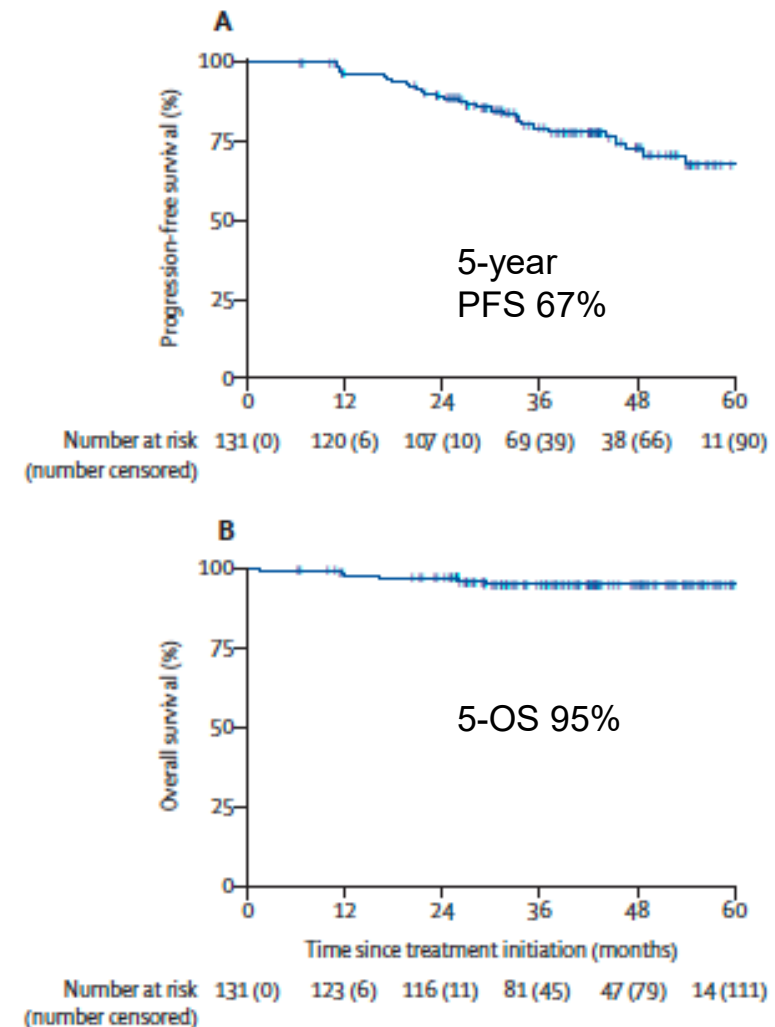 A
Progression-free survival (%)
100
75
50
25
0
5-year
PFS 67%
0 12 24 36 48 60
Number at risk 131 (0) 120 (6) 107 (10) 69 (39) 38 (66) 11 (90)
(number censored)
B
Overall survival (%)
100
75
50
25
0
5-OS 95%
0 12 24 36 48 60
Time since treatment initiation (months)
Number at risk 131 (0) 123 (6) 116 (11) 81 (45) 47 (79) 14 (111)
(number censored)